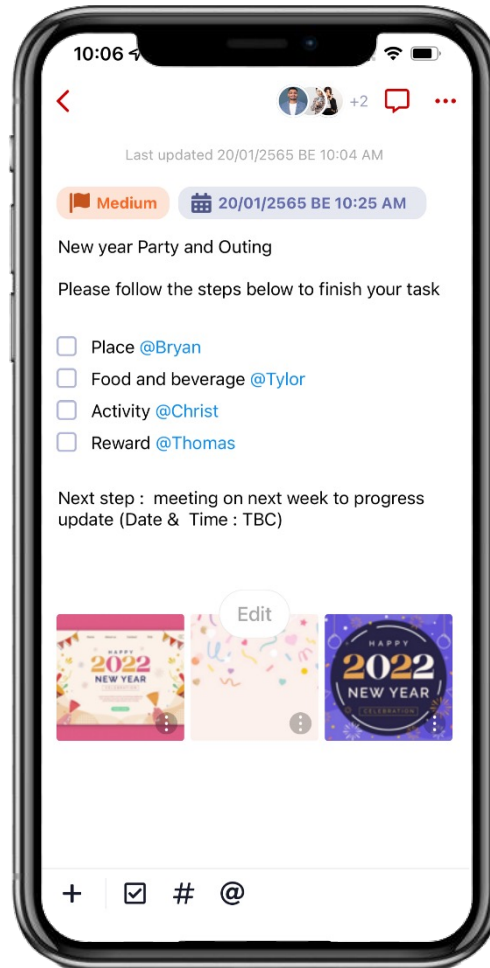 10:06
+2
Last updated 20/01/2565 BE 10:04 AM
Medium
20/01/2565 BE 10:25 AM
New year Party and Outing
Please follow the steps below to finish your task
Place @Bryan
Food and beverage @Tylor
Activity @Christ
Reward @Thomas
Next step : meeting on next week to progress
update (Date & Time : TBC)
Edit
HAPPY
2022
NEW YEAR
CELEBRATION
HAPPY
2022
NEW YEAR
CELEBRATION
# @